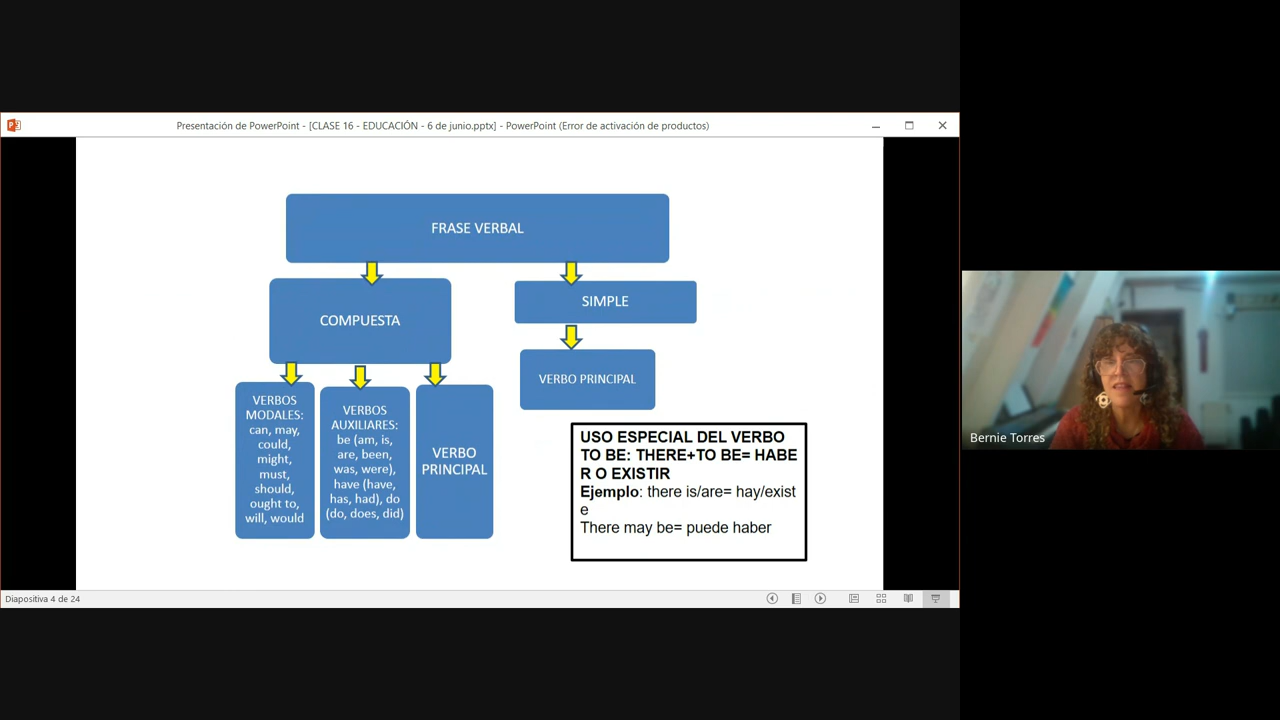 Presentación de PowerPoint - [CLASE 16 - EDUCACIÓN - 6 de junio.pptx] - PowerPoint (Error de activación de productos)
FRASE VERBAL
COMPUESTA
SIMPLE
VERBO PRINCIPAL
VERBOS
MODALES:
can, may,
could,
might,
must,
should,
ought to,
will, would
VERBOS
AUXILIARES:
be (am, is,
are, been,
was, were),
have (have,
has, had), do
(do, does, did)
VERBO
PRINCIPAL
USO ESPECIAL DEL VERBO
TO BE: THERE+TO BE= HABE
R O EXISTIR
Ejemplo: there is/are= hay/exist
e
There may be= puede haber
Bernie Torres
Diapositiva 4 de 24